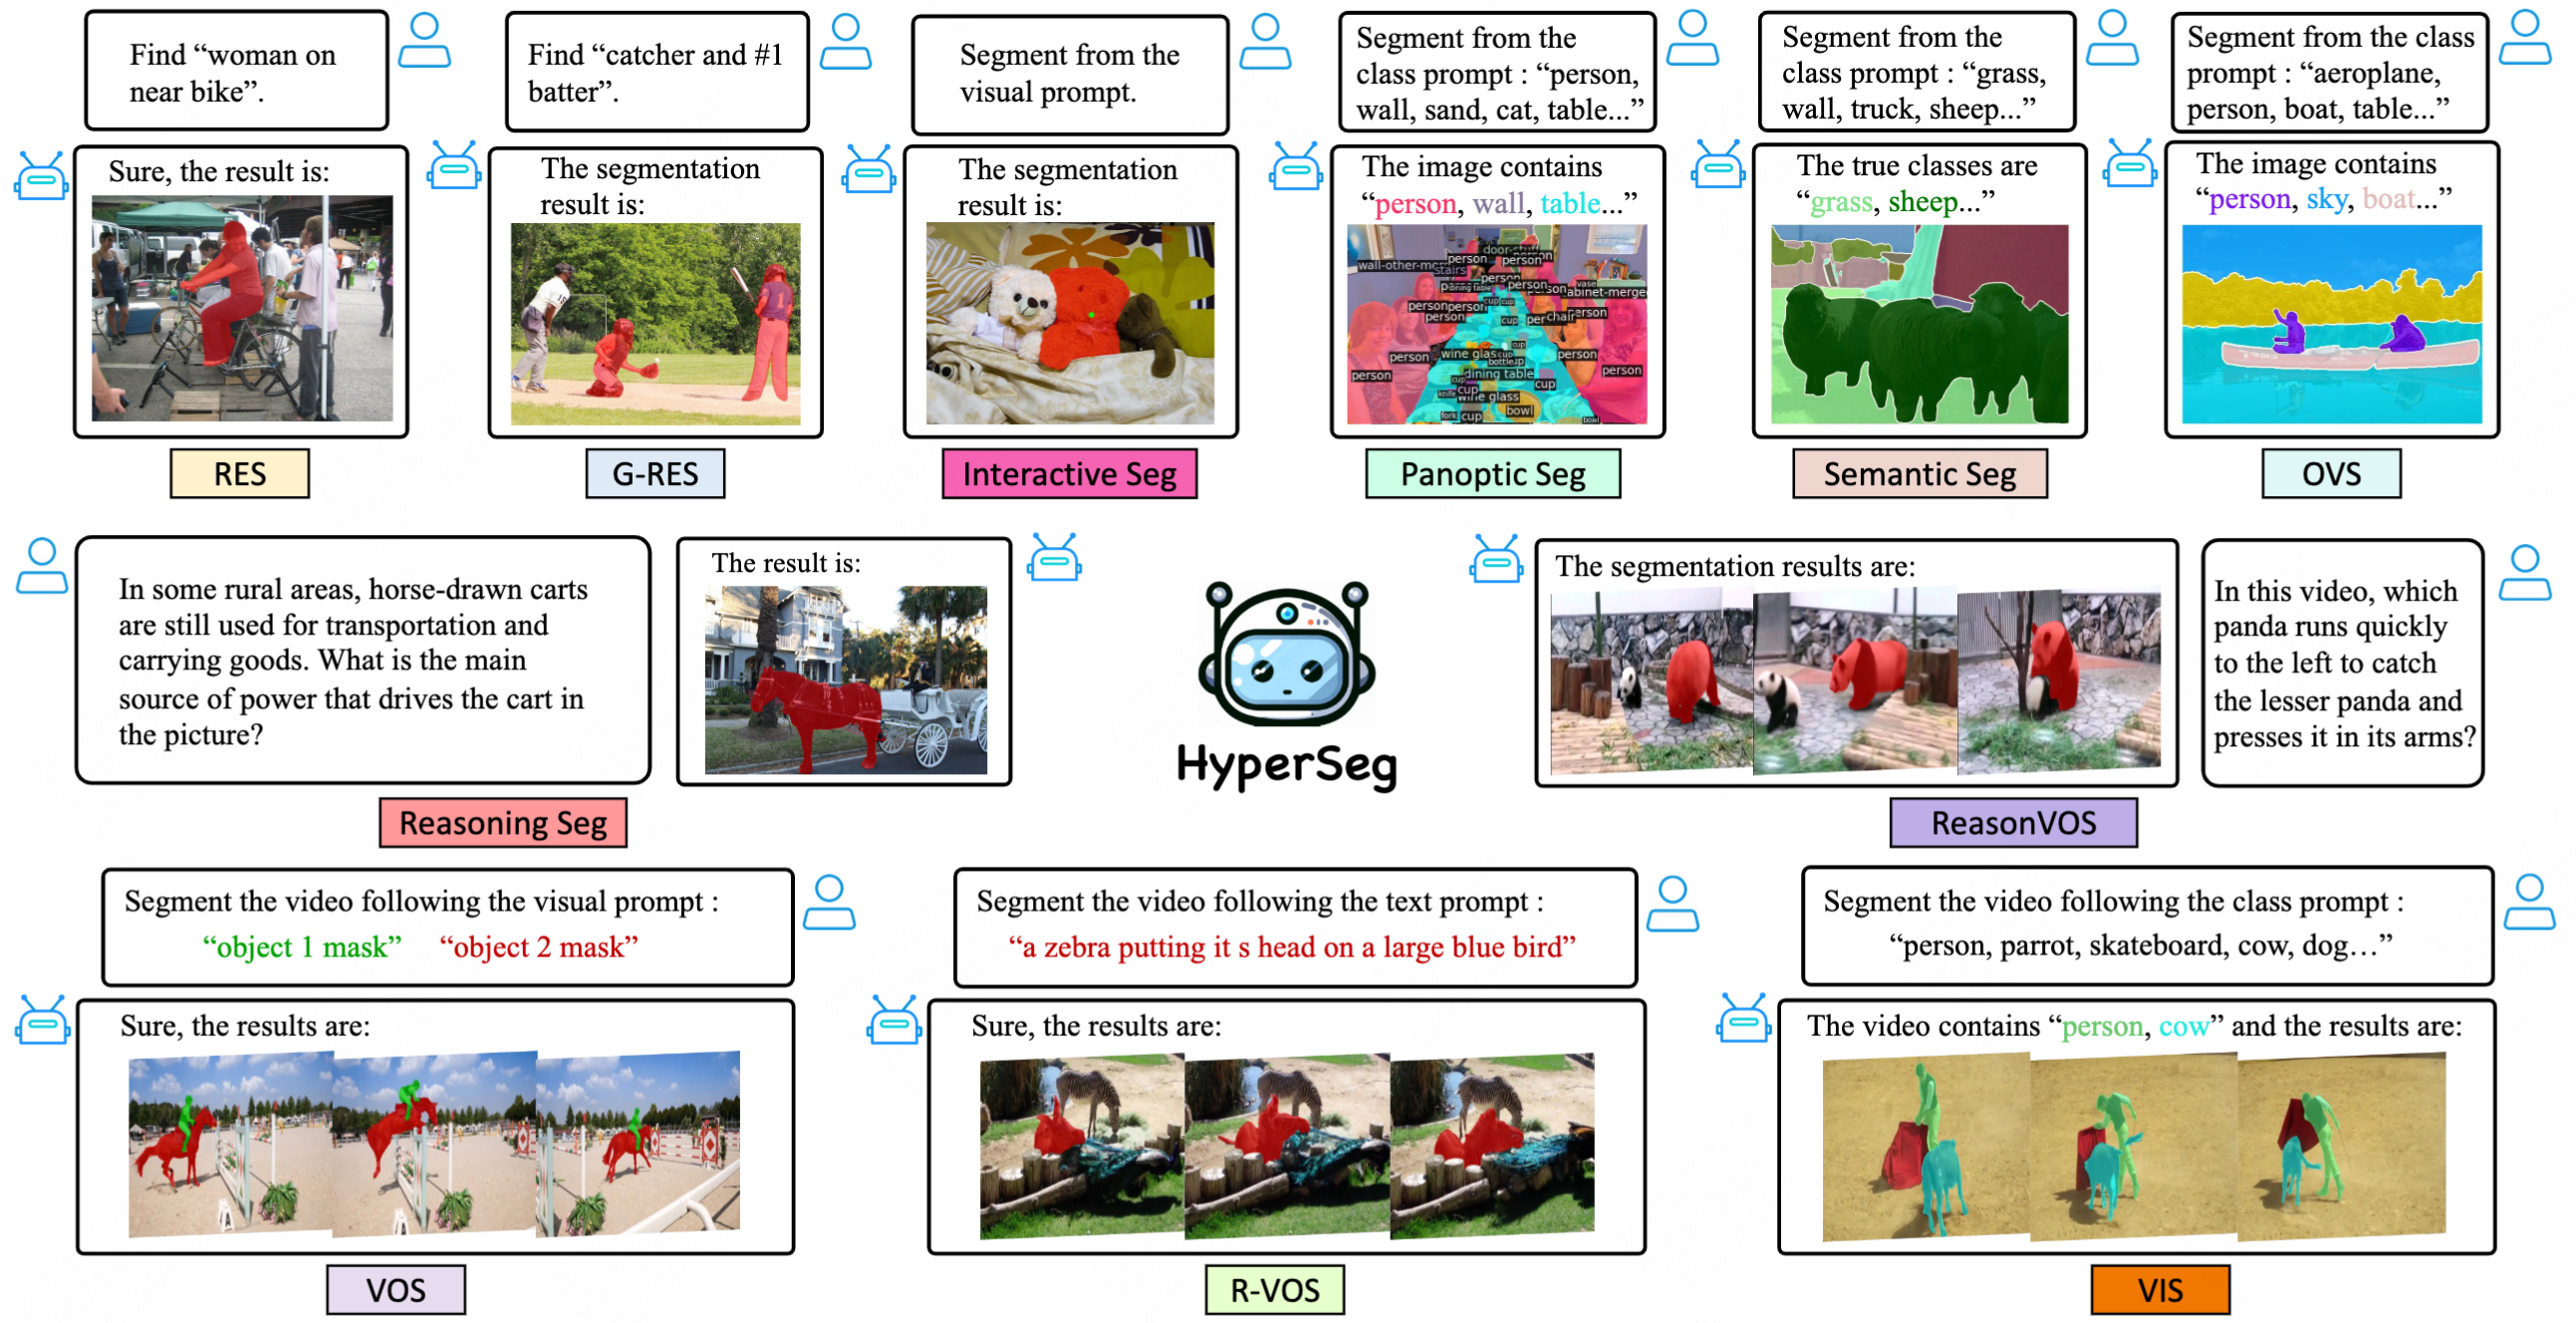 Find “woman on
near bike”.
Sure, the result is:
RES
Find “catcher and #1
batter”.
The segmentation
result is:
G-RES
Segment from the
visual prompt.
The segmentation
result is:
Interactive Seg
Segment from the
class prompt : “person,
wall, sand, cat, table...”
The image contains
“person, wall, table...”
door-stuff
person
person
stairs
person
person
vase
person
person
person
cup
chair
person
person
wine glass
cup
person
person
dining table
person
cup
cup
knife
wine glass
bowl
fork
cup
bowl
Panoptic Seg
Segment from the
class prompt : “grass,
wall, truck, sheep...”
The true classes are
“grass, sheep...”
Semantic Seg
Segment from the class
prompt : “aeroplane,
person, boat, table...”
The image contains
“person, sky, boat...”
OVS
In some rural areas, horse-drawn carts
are still used for transportation and
carrying goods. What is the main
source of power that drives the cart in
the picture?
The result is:
Reasoning Seg
HyperSeg
The segmentation results are:
In this video, which
panda runs quickly
to the left to catch
the lesser panda and
presses it in its arms?
ReasonVOS
Segment the video following the visual prompt :
“object 1 mask” “object 2 mask”
Sure, the results are:
VOS
Segment the video following the text prompt :
“a zebra putting it s head on a large blue bird”
Sure, the results are:
R-VOS
Segment the video following the class prompt :
“person, parrot, skateboard, cow, dog…”
The video contains “person, cow” and the results are:
VIS